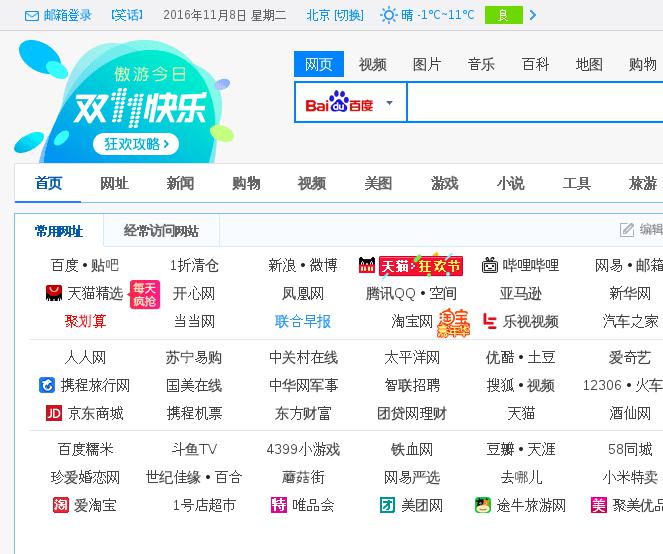 邮箱登录 [笑话] 2016年11月8日 星期二 北京 [切换] 晴 -1°C~11°C 良
傲游今日
双11快乐
狂欢攻略
网页 视频 图片 音乐 百科 地图 购物
Bai du 百度
首页 网址 新闻 购物 视频 美图 游戏 小说 工具 旅游
常用网址 经常访问网站 编辑
百度 • 贴吧 1折清仓 新浪 • 微博 天猫 狂欢节 哔哩哔哩 网易 • 邮箱
天猫精选 每天疯抢 开心网 凤凰网 腾讯QQ • 空间 亚马逊 新华网
聚划算 当当网 联合早报 淘宝网 淘宝嘉年华 乐视视频 汽车之家
人人网 苏宁易购 中关村在线 太平洋网 优酷 • 土豆 爱奇艺
携程旅行网 国美在线 中华网军事 智联招聘 搜狐 • 视频 12306 • 火车
JD 京东商城 携程机票 东方财富 团贷网理财 天猫 酒仙网
百度糯米 斗鱼TV 4399小游戏 铁血网 豆瓣 • 天涯 58同城
珍爱婚恋网 世纪佳缘 • 百合 蘑菇街 网易严选 去哪儿 小米特卖
淘 爱淘宝 1号店超市 特 唯品会 团 美团网 途牛旅游网 美 聚美优品